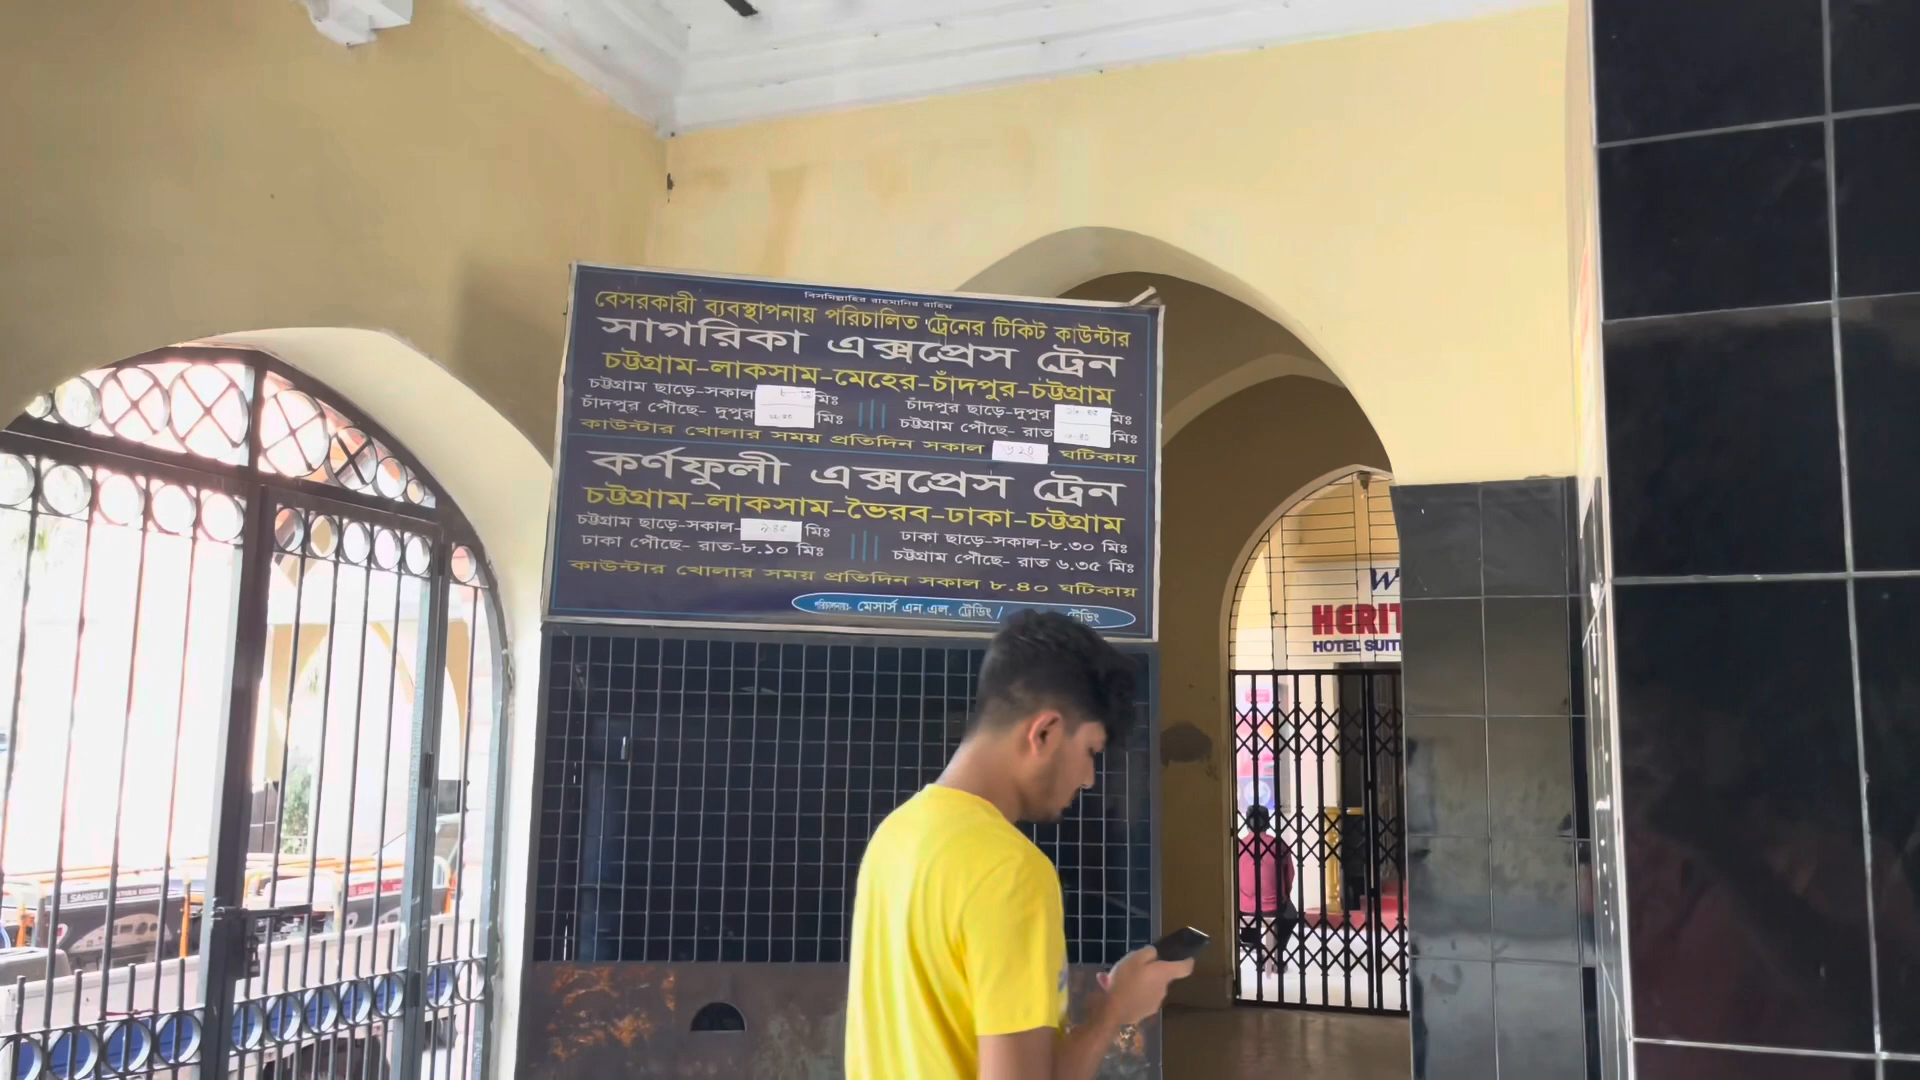 বিসমিল্লাহির রাহমানির রাহিম
বেসরকারী ব্যবস্থাপনায় পরিচালিত ট্রেনের টিকিট কাউন্টার
সাগরিকা এক্সপ্রেস ট্রেন
চট্টগ্রাম-লাকসাম-মেহের-চাঁদপুর-চট্টগ্রাম
চট্টগ্রাম ছাড়ে-সকাল মিঃ
চাঁদপুর পৌছে- দুপুর মিঃ
চাঁদপুর ছাড়ে-দুপুর মিঃ
চট্টগ্রাম পৌছে- রাত মিঃ
কাউন্টার খোলার সময় প্রতিদিন সকাল ঘটিকায়
কর্ণফুলী এক্সপ্রেস ট্রেন
চট্টগ্রাম-লাকসাম-ভৈরব-ঢাকা-চট্টগ্রাম
চট্টগ্রাম ছাড়ে-সকাল- মিঃ
ঢাকা পৌছে- রাত-৮.১০ মিঃ
ঢাকা ছাড়ে-সকাল-৮.৩০ মিঃ
চট্টগ্রাম পৌছে- রাত ৬.৩৫ মিঃ
কাউন্টার খোলার সময় প্রতিদিন সকাল ৮.৪০ ঘটিকায়
পরিচালনায়- মেসার্স এন.এল. ট্রেডিং / ট্রেডিং
HERIT
HOTEL SUIT